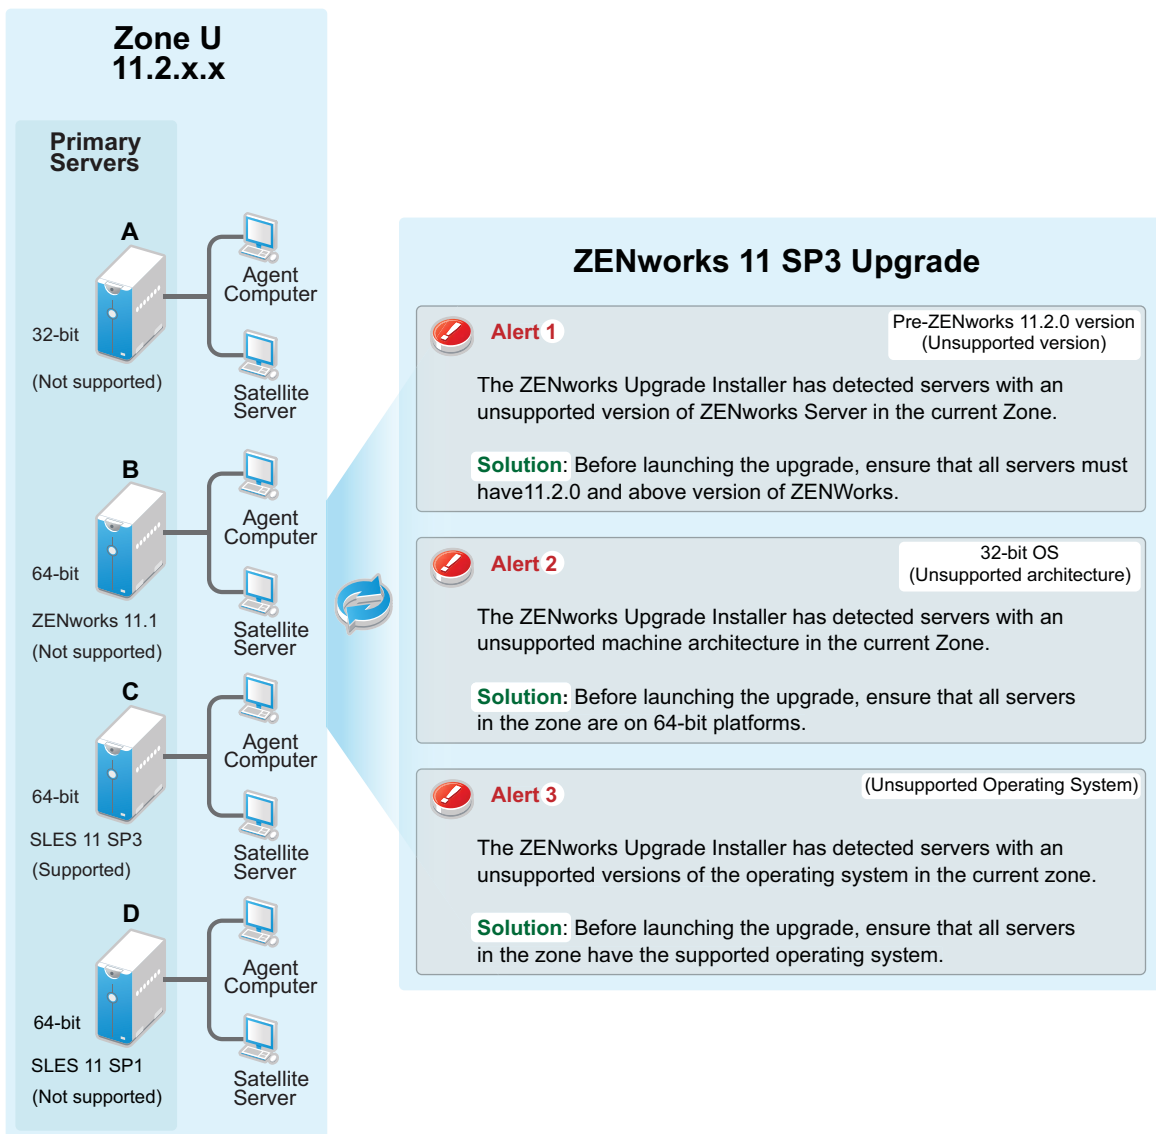 Zone U
11.2.x.x
Primary
Servers
A
32-bit
(Not supported)
Agent
Computer
Satellite
Server
B
64-bit
ZENworks 11.1
(Not supported)
Agent
Computer
Satellite
Server
C
64-bit
SLES 11 SP3
(Supported)
Agent
Computer
Satellite
Server
D
64-bit
SLES 11 SP1
(Not supported)
Agent
Computer
Satellite
Server
ZENworks 11 SP3 Upgrade
Alert 1
Pre-ZENworks 11.2.0 version
(Unsupported version)
The ZENworks Upgrade Installer has detected servers with an
unsupported version of ZENworks Server in the current Zone.
Solution: Before launching the upgrade, ensure that all servers must
have11.2.0 and above version of ZENWorks.
Alert 2
32-bit OS
(Unsupported architecture)
The ZENworks Upgrade Installer has detected servers with an
unsupported machine architecture in the current Zone.
Solution: Before launching the upgrade, ensure that all servers
in the zone are on 64-bit platforms.
Alert 3
(Unsupported Operating System)
The ZENworks Upgrade Installer has detected servers with an
unsupported versions of the operating system in the current zone.
Solution: Before launching the upgrade, ensure that all servers
in the zone have the supported operating system.